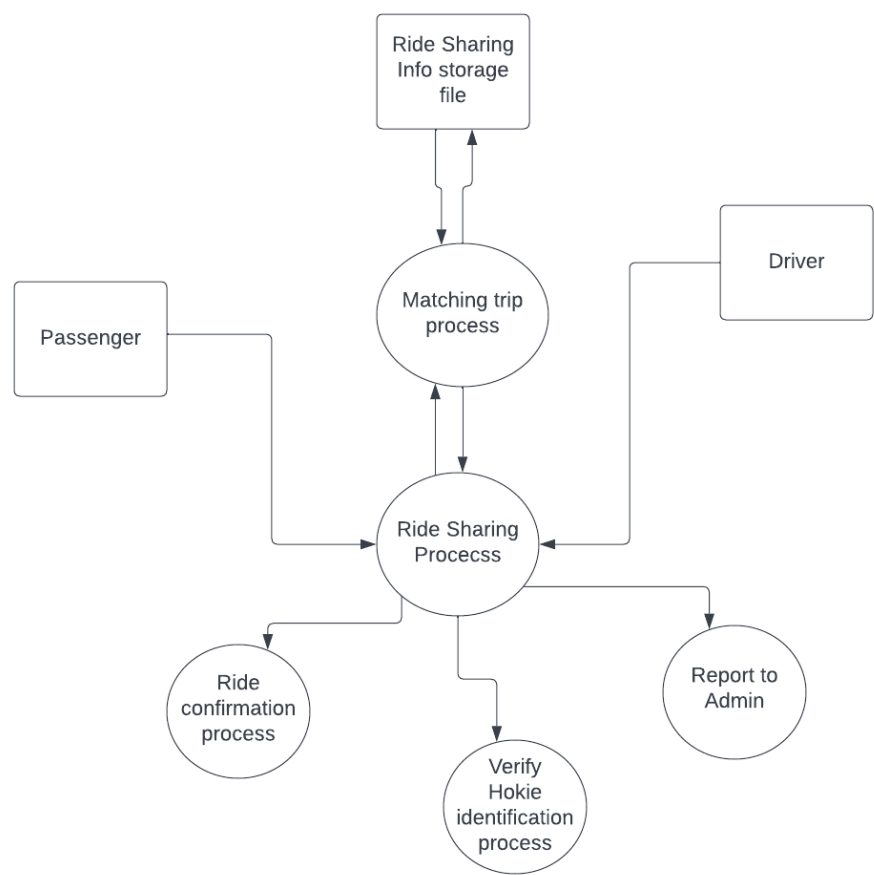 Ride Sharing
Info storage
file
Driver
Matching trip
process
Passenger
Ride Sharing
Procecss
Report to
Admin
Ride
confirmation
process
Verify
Hokie
identification
process